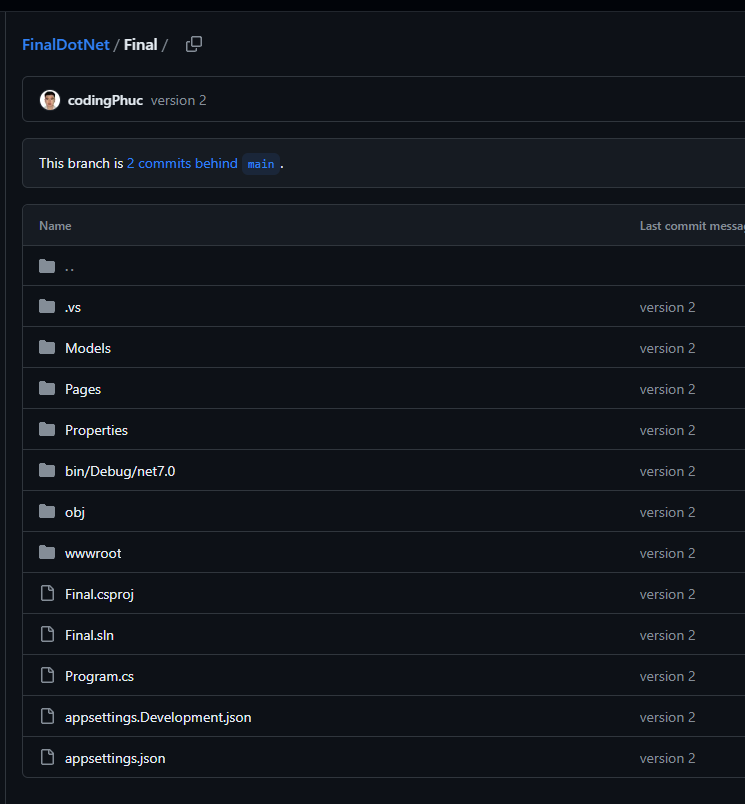 FinalDotNet / Final /
codingPhuc version 2
This branch is 2 commits behind main .
Name Last commit messag
..
.vs version 2
Models version 2
Pages version 2
Properties version 2
bin/Debug/net7.0 version 2
obj version 2
wwwroot version 2
Final.csproj version 2
Final.sln version 2
Program.cs version 2
appsettings.Development.json version 2
appsettings.json version 2